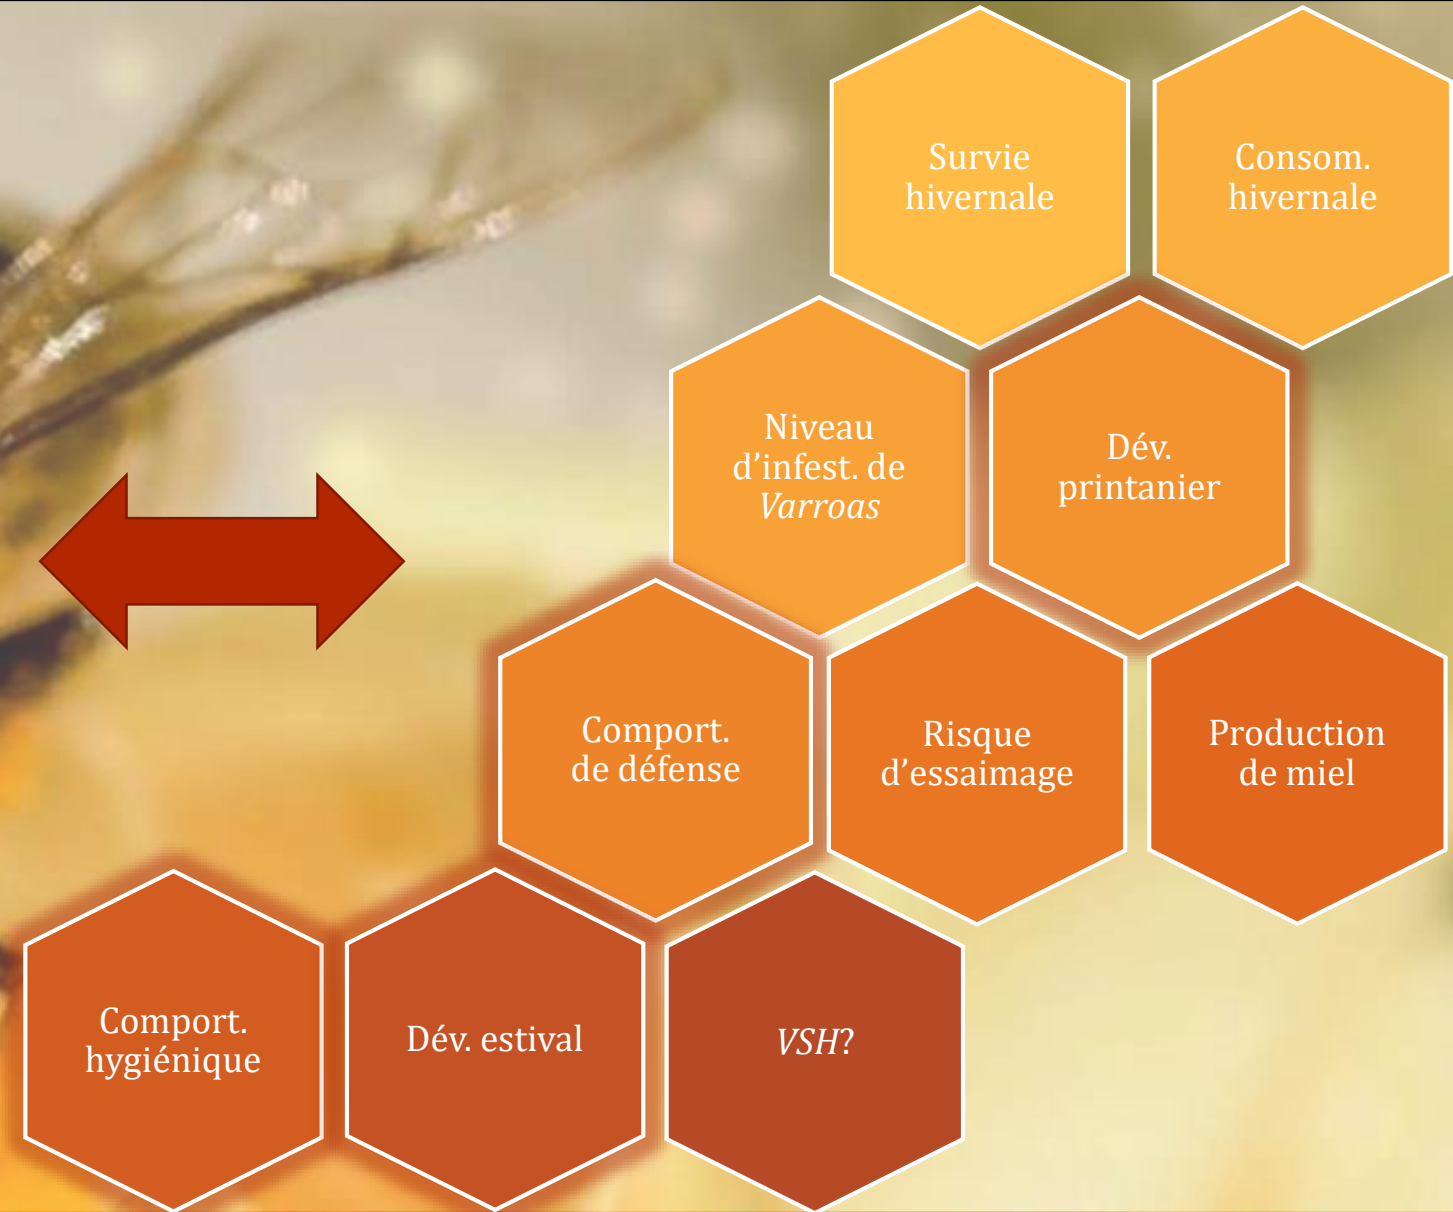 Survie
hivernale
Consom.
hivernale
Niveau
d’infest. de
Varroas
Dév.
printanier
Comport.
de défense
Risque
d’essaimage
Production
de miel
Comport.
hygiénique
Dév. estival
VSH?